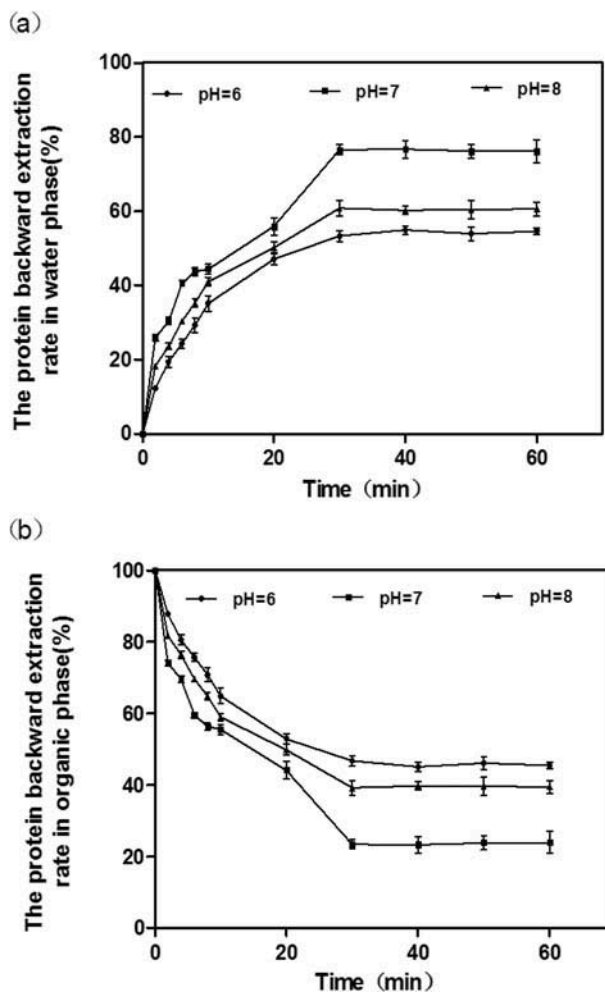 (a)
The protein backward extraction
rate in water phase(%)
100
80
60
40
20
0
pH=6 pH=7 pH=8
0 20 40 60
Time (min)
(b)
The protein backward extraction
rate in organic phase(%)
100
80
60
40
20
0
pH=6 pH=7 pH=8
0 20 40 60
Time (min)